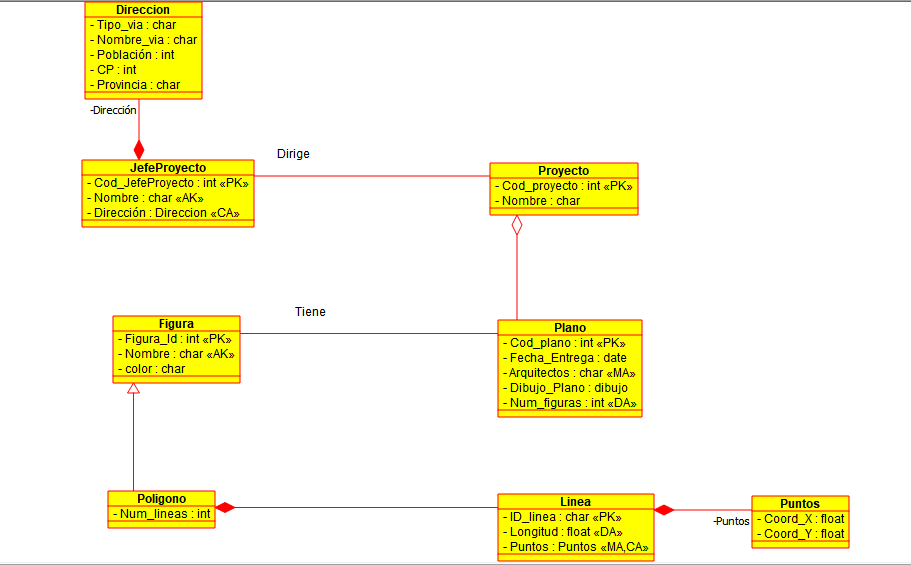 Direccion
- Tipo_via : char
- Nombre_via : char
- Población : int
- CP : int
- Provincia : char
-Dirección
JefeProyecto
- Cod_JefeProyecto : int «PK»
- Nombre : char «AK»
- Dirección : Direccion «CA»
Dirige
Proyecto
- Cod_proyecto : int «PK»
- Nombre : char
Figura
- Figura_Id : int «PK»
- Nombre : char «AK»
- color : char
Tiene
Plano
- Cod_plano : int «PK»
- Fecha_Entrega : date
- Arquitectos : char «MA»
- Dibujo_Plano : dibujo
- Num_figuras : int «DA»
Poligono
- Num_lineas : int
Linea
- ID_linea : char «PK»
- Longitud : float «DA»
- Puntos : Puntos «MA,CA»
-Puntos
Puntos
- Coord_X : float
- Coord_Y : float